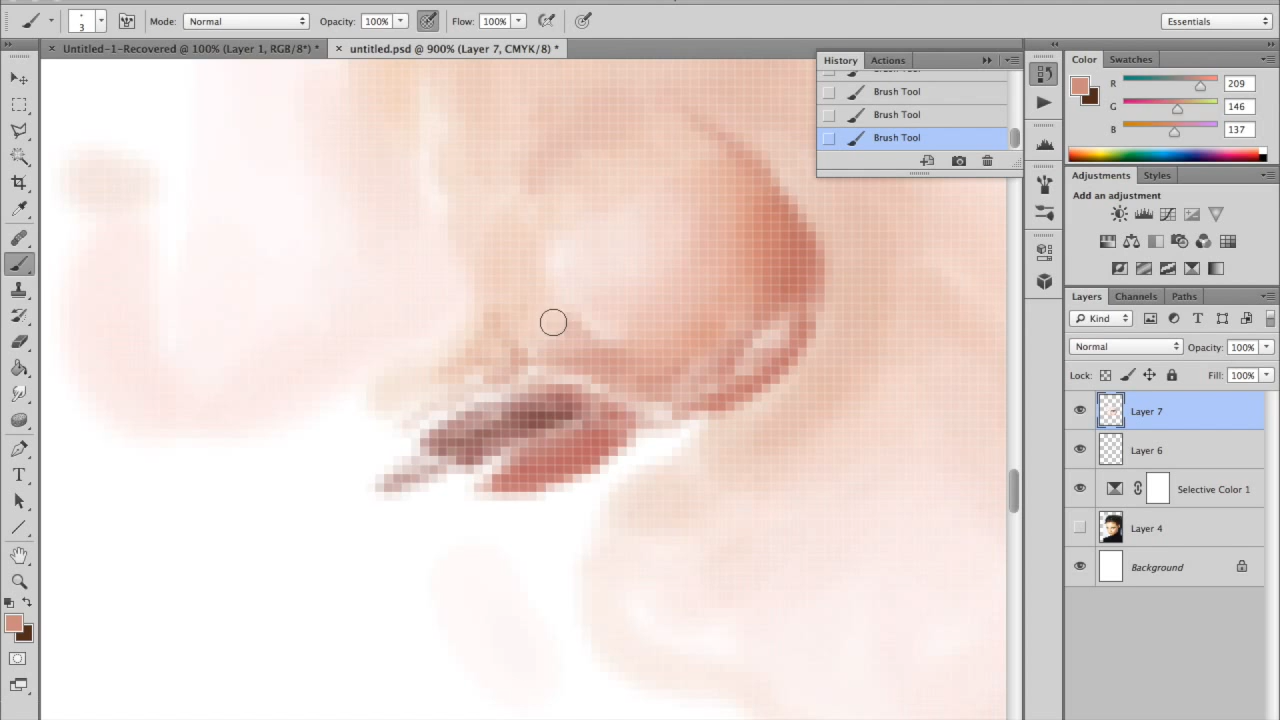 3 Mode: Normal Opacity: 100% Flow: 100% Essentials
× Untitled-1-Recovered @ 100% (Layer 1, RGB/8*) * × untitled.psd @ 900% (Layer 7, CMYK/8) *
History Actions
Brush Tool
Brush Tool
Brush Tool
Brush Tool
Color Swatches
R 209
G 146
B 137
Adjustments Styles
Add an adjustment
Layers Channels Paths
Kind
Normal Opacity: 100%
Lock: Fill: 100%
Layer 7
Layer 6
Selective Color 1
Layer 4
Background